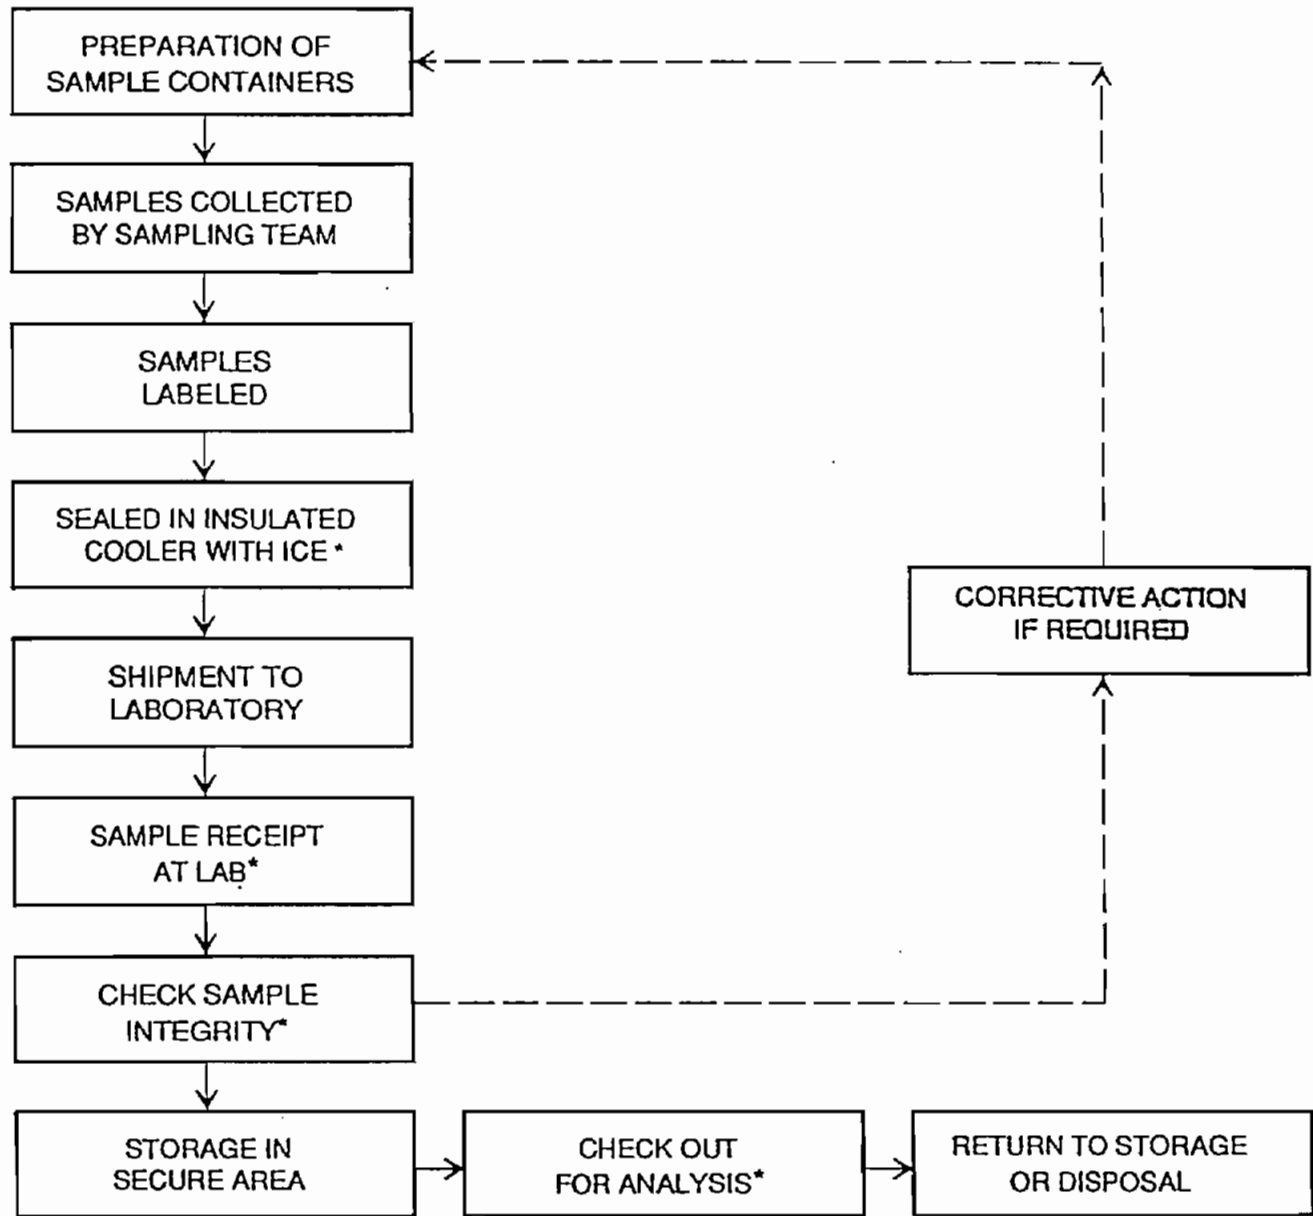 PREPARATION OF
SAMPLE CONTAINERS
SAMPLES COLLECTED
BY SAMPLING TEAM
SAMPLES
LABELED
SEALED IN INSULATED
COOLER WITH ICE *
SHIPMENT TO
LABORATORY
SAMPLE RECEIPT
AT LAB*
CHECK SAMPLE
INTEGRITY*
CORRECTIVE ACTION
IF REQUIRED
STORAGE IN
SECURE AREA
CHECK OUT
FOR ANALYSIS*
RETURN TO STORAGE
OR DISPOSAL